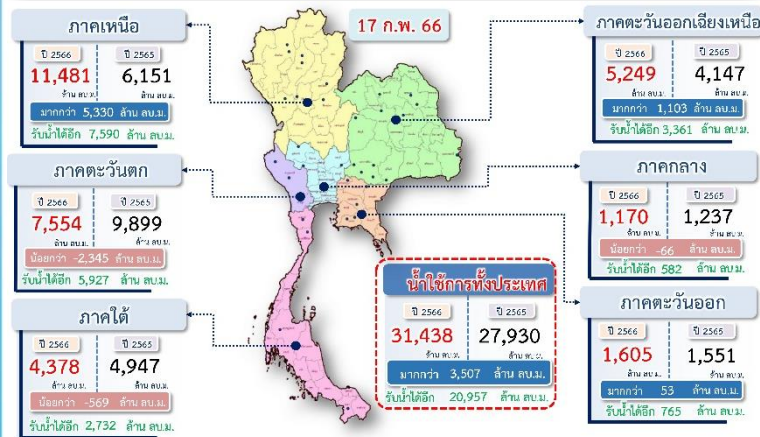 ภาคเหนือ
ปี 2566 ปี 2565
11,481 6,151
ล้าน ลบ.ม. ล้าน ลบ.ม.
มากกว่า 5,330 ล้าน ลบ.ม.
รับน้ำได้อีก 7,590 ล้าน ลบ.ม.
ภาคตะวันตก
ปี 2566 ปี 2565
7,554 9,899
ล้าน ลบ.ม. ล้าน ลบ.ม.
น้อยกว่า -2,345 ล้าน ลบ.ม.
รับน้ำได้อีก 5,927 ล้าน ลบ.ม.
ภาคใต้
ปี 2566 ปี 2565
4,378 4,947
ล้าน ลบ.ม. ล้าน ลบ.ม.
น้อยกว่า -569 ล้าน ลบ.ม.
รับน้ำได้อีก 2,732 ล้าน ลบ.ม.
17 ก.พ. 66
น้ำใช้การทั้งประเทศ
ปี 2566 ปี 2565
31,438 27,930
ล้าน ลบ.ม. ล้าน ลบ.ม.
มากกว่า 3,507 ล้าน ลบ.ม.
รับน้ำได้อีก 20,957 ล้าน ลบ.ม.
ภาคตะวันออกเฉียงเหนือ
ปี 2566 ปี 2565
5,249 4,147
ล้าน ลบ.ม. ล้าน ลบ.ม.
มากกว่า 1,103 ล้าน ลบ.ม.
รับน้ำได้อีก 3,361 ล้าน ลบ.ม.
ภาคกลาง
ปี 2566 ปี 2565
1,170 1,237
ล้าน ลบ.ม. ล้าน ลบ.ม.
น้อยกว่า -66 ล้าน ลบ.ม.
รับน้ำได้อีก 582 ล้าน ลบ.ม.
ภาคตะวันออก
ปี 2566 ปี 2565
1,605 1,551
ล้าน ลบ.ม. ล้าน ลบ.ม.
มากกว่า 53 ล้าน ลบ.ม.
รับน้ำได้อีก 765 ล้าน ลบ.ม.